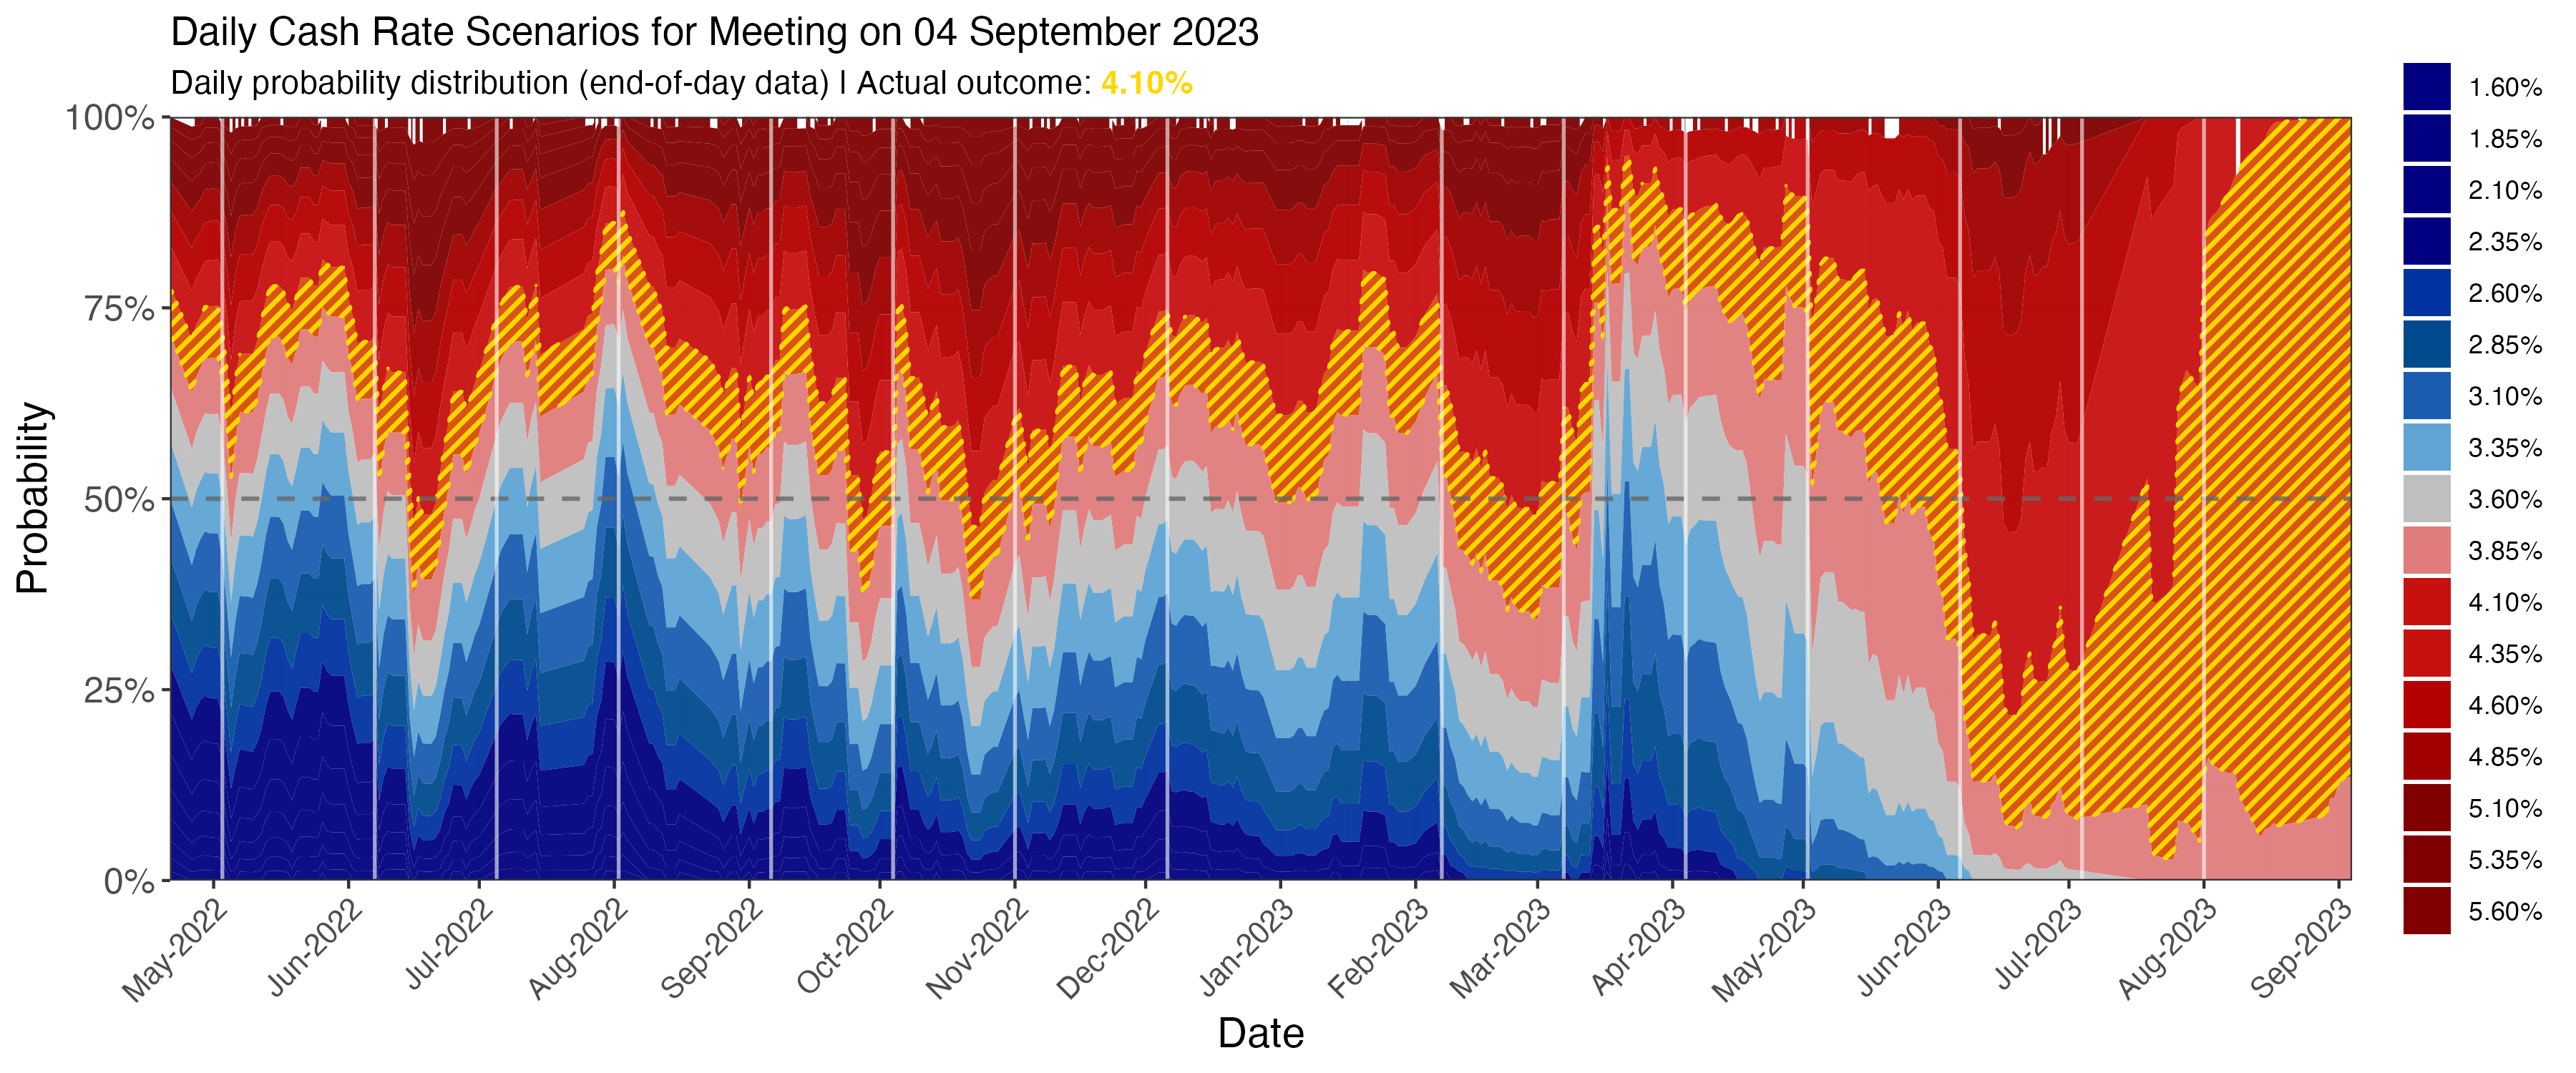 Daily Cash Rate Scenarios for Meeting on 04 September 2023
Daily probability distribution (end-of-day data) | Actual outcome: 4.10%
100%
75%
50%
25%
0%
Probability
May-2022
Jun-2022
Jul-2022
Aug-2022
Sep-2022
Oct-2022
Nov-2022
Dec-2022
Jan-2023
Feb-2023
Mar-2023
Apr-2023
May-2023
Jun-2023
Jul-2023
Aug-2023
Sep-2023
Date
1.60%
1.85%
2.10%
2.35%
2.60%
2.85%
3.10%
3.35%
3.60%
3.85%
4.10%
4.35%
4.60%
4.85%
5.10%
5.35%
5.60%